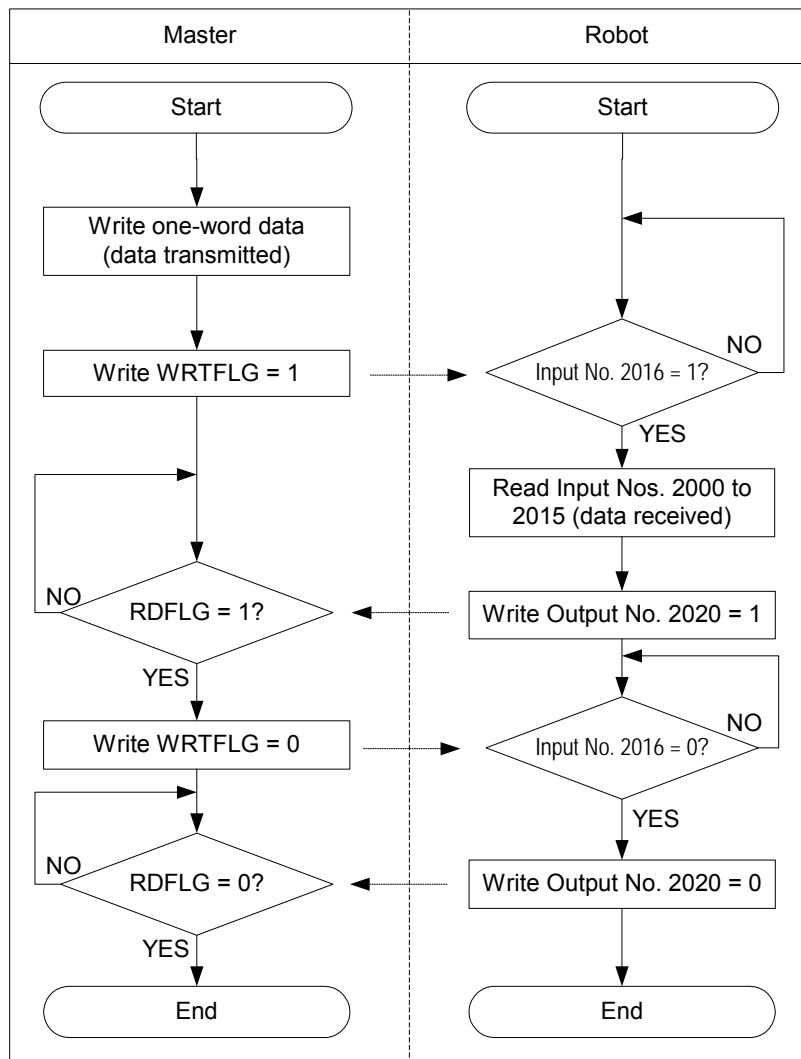 Master
Robot
Start
Start
Write one-word data
(data transmitted)
Write WRTFLG = 1
Input No. 2016 = 1?
NO
YES
Read Input Nos. 2000 to
2015 (data received)
NO
RDFLG = 1?
Write Output No. 2020 = 1
YES
Write WRTFLG = 0
Input No. 2016 = 0?
NO
YES
NO
RDFLG = 0?
Write Output No. 2020 = 0
YES
End
End